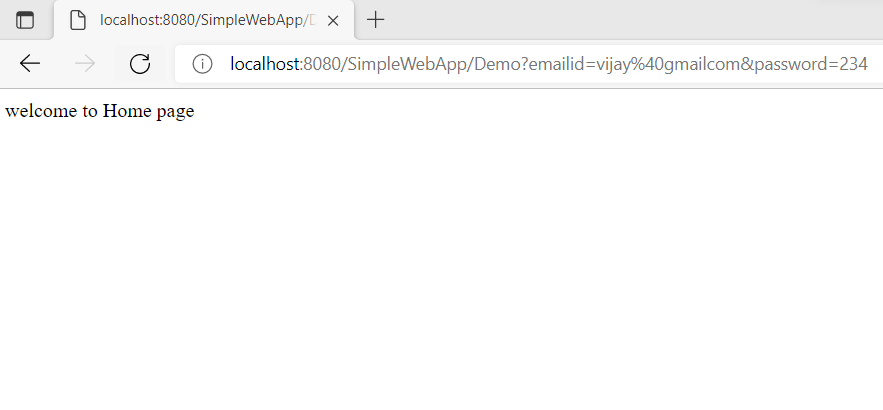 localhost:8080/SimpleWebApp/D
localhost:8080/SimpleWebApp/Demo?emailid=vijay%40gmailcom&password=234
welcome to Home page